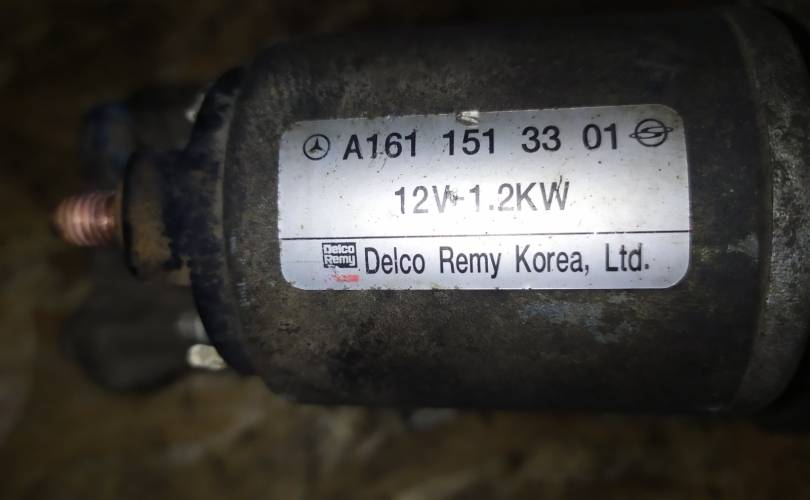 A161 151 33 01
12V-1.2KW
Delco Remy
Delco Remy Korea, Ltd.